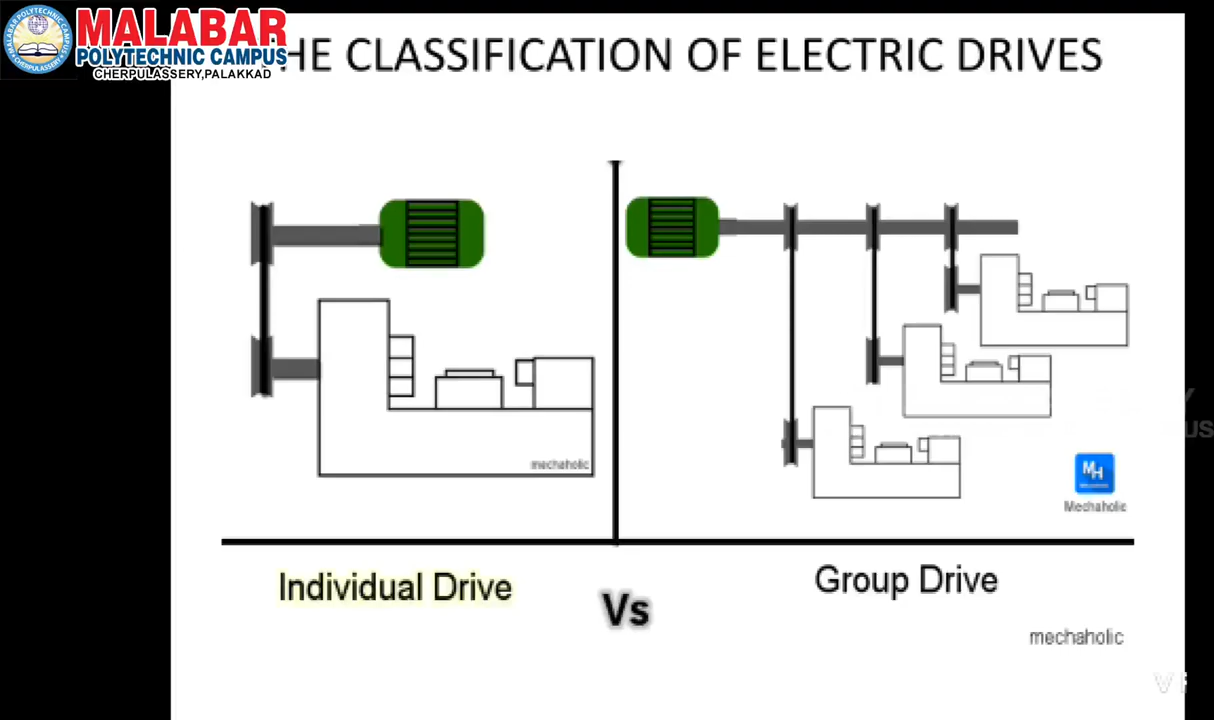 MALABAR
POLYTECHNIC CAMPUS
CHERPULASSERY,PALAKKAD
HE CLASSIFICATION OF ELECTRIC DRIVES
mechaholic
MH
Mechaholic
Individual Drive
Vs
Group Drive
mechaholic